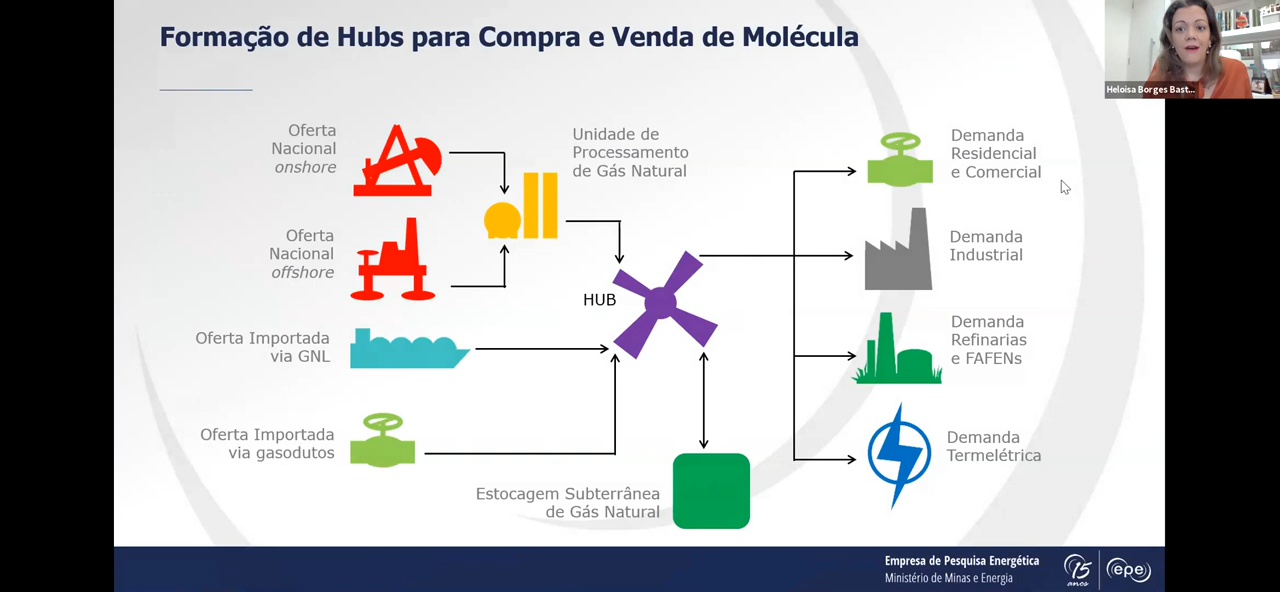 Formação de Hubs para Compra e Venda de Molécula
Heloisa Borges Bast...
Oferta
Nacional
onshore
Unidade de
Processamento
de Gás Natural
Demanda
Residencial
e Comercial
Oferta
Nacional
offshore
Demanda
Industrial
HUB
Oferta Importada
via GNL
Demanda
Refinarias
e FAFENs
Oferta Importada
via gasodutos
Demanda
Termelétrica
Estocagem Subterrânea
de Gás Natural
Empresa de Pesquisa Energética
Ministério de Minas e Energia
15
anos
epe